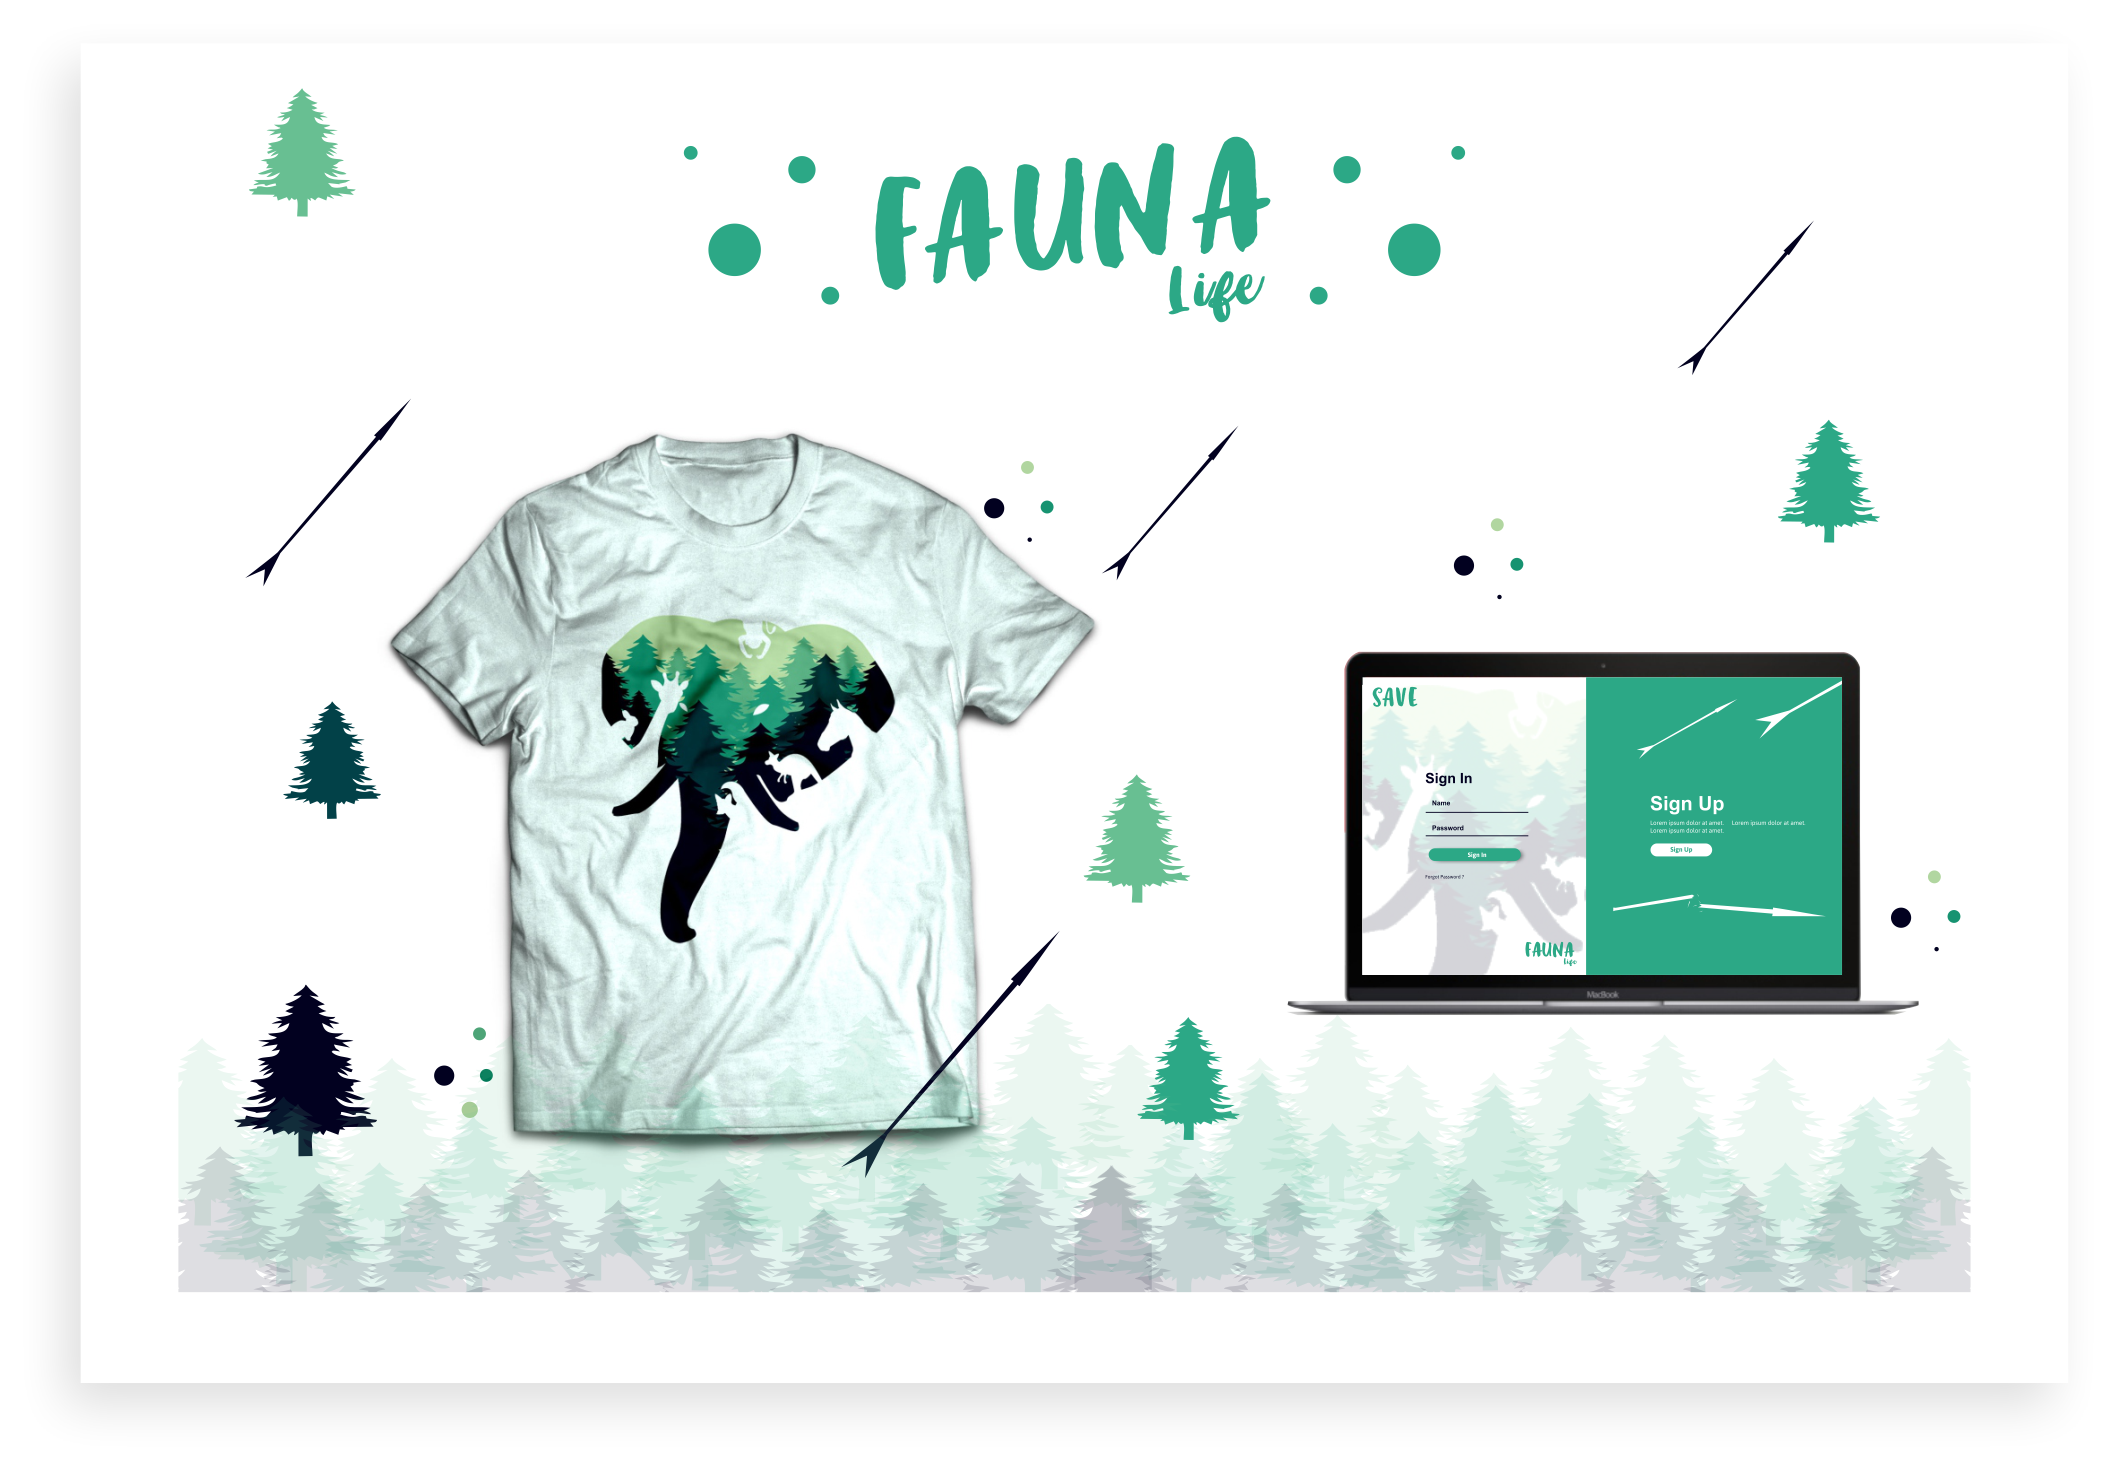 FAUNA
Life
SAVE
Sign In
Name
Password
Sign In
Forgot Password ?
FAUNA
Life
Sign Up
Lorem ipsum dolor at amet. Lorem ipsum dolor at amet.
Lorem ipsum dolor at amet.
Sign Up
MacBook